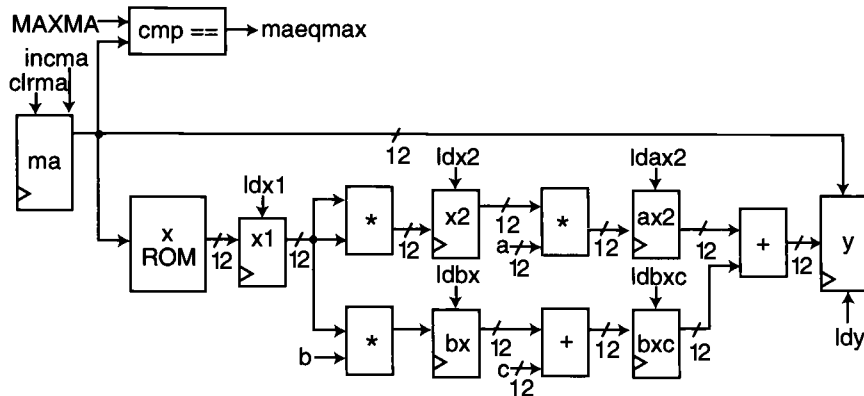 MAXMA
cmp ==
maeqmax
incma
clrma
ma
12
ldx2
ldax2
ldx1
x
ROM
12
x1
12
*
12
x2
12
a
12
*
12
ax2
12
+
12
y
ldbx
ldbxc
b
*
bx
12
c
12
+
12
bxc
12
ldy